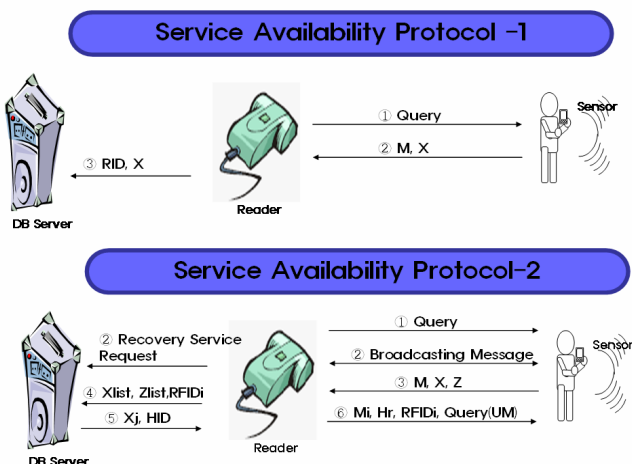 Service Availability Protocol -1
① Query
Sensor
② M, X
③ RID, X
Reader
DB Server
Service Availability Protocol-2
① Query
② Recovery Service
Request
② Broadcasting Message
Sensor
③ M, X, Z
④ Xlist, Zlist,RFIDi
⑤ Xj, HID
⑥ Mi, Hr, RFIDi, Query(UM)
Reader
DB Server